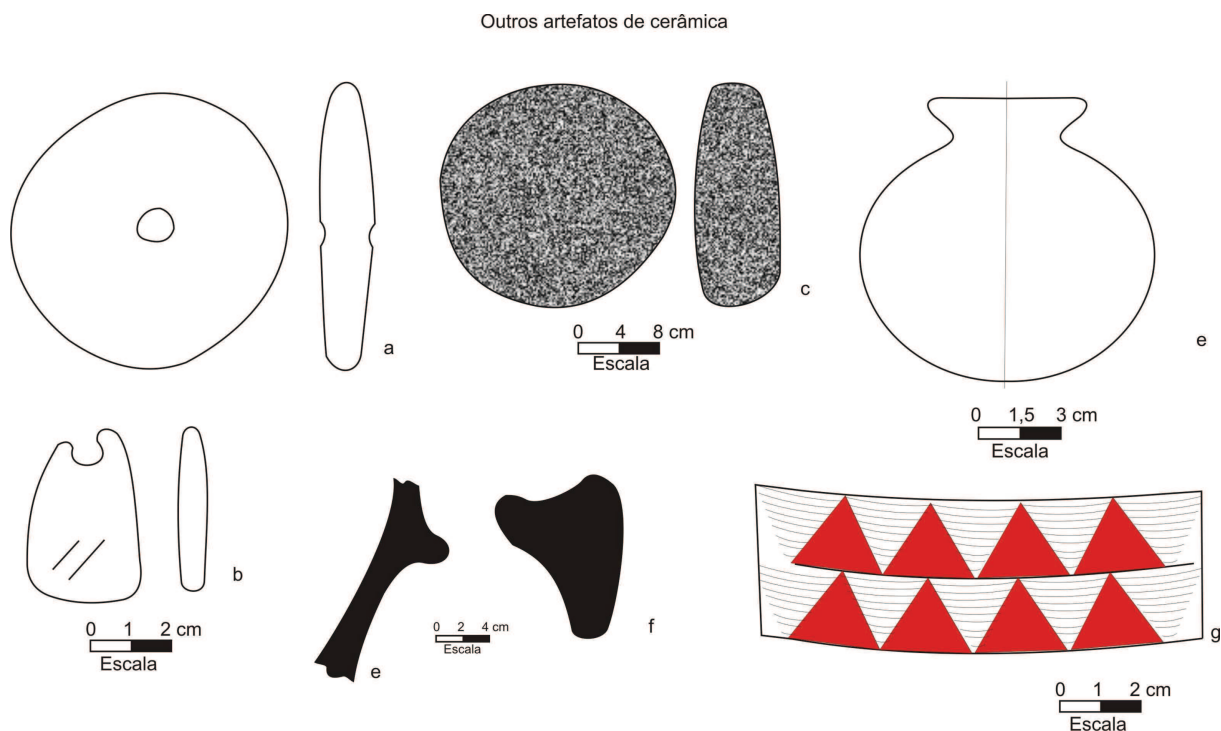 Outros artefatos de cerâmica
a
c
0 4 8 cm
Escala
e
0 1,5 3 cm
Escala
b
0 1 2 cm
Escala
e
0 2 4 cm
Escala
f
g
0 1 2 cm
Escala